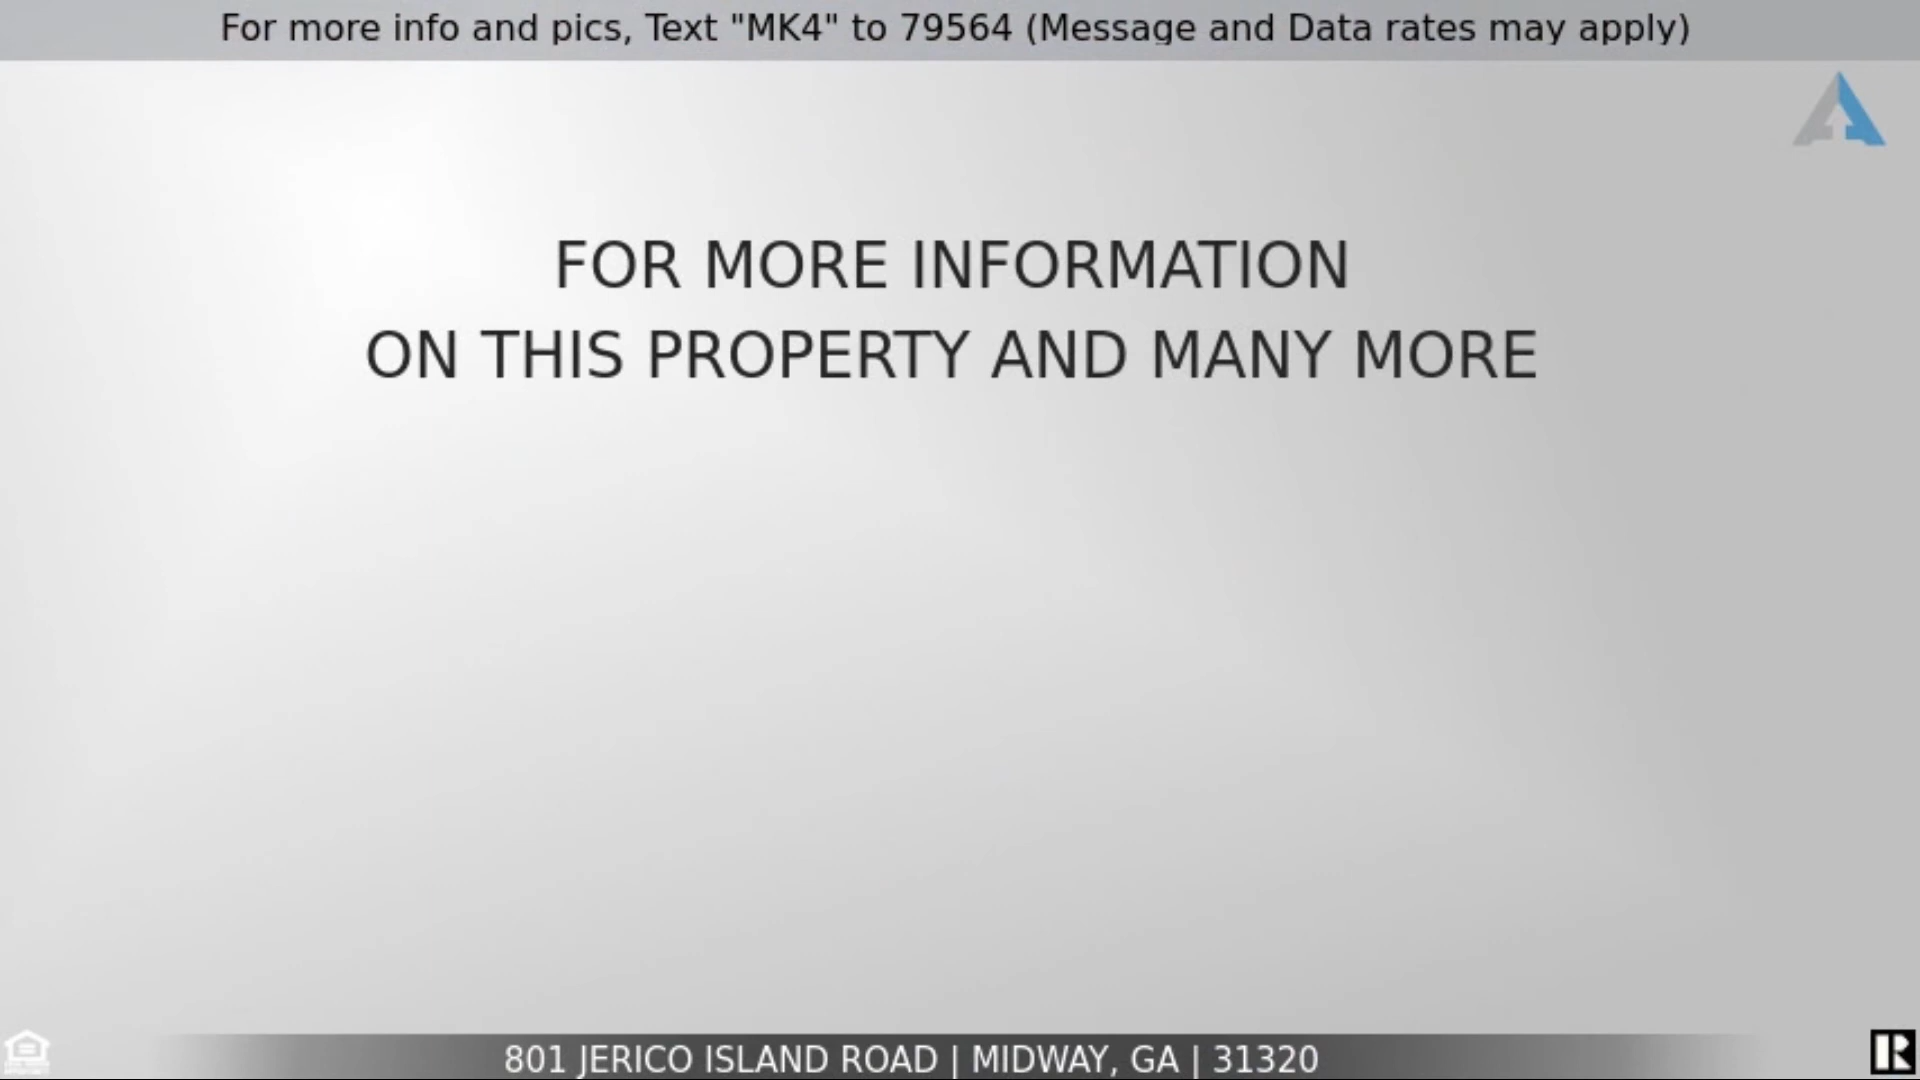 For more info and pics, Text "MK4" to 79564 (Message and Data rates may apply)
FOR MORE INFORMATION
ON THIS PROPERTY AND MANY MORE
801 JERICO ISLAND ROAD | MIDWAY, GA | 31320